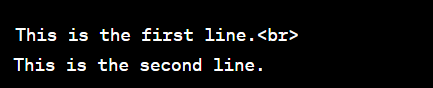 This is the first line.<br>
This is the second line.